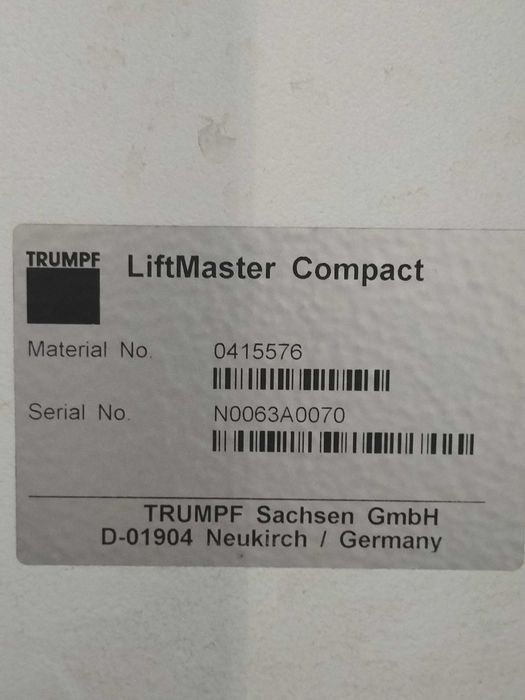 TRUMPF
LiftMaster Compact
Material No. 0415576
Serial No. N0063A0070
TRUMPF Sachsen GmbH
D-01904 Neukirch / Germany